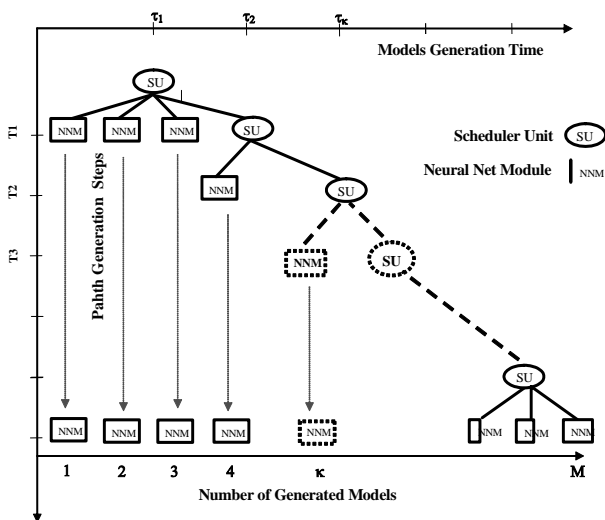 τ1 τ2 τκ
Models Generation Time
SU
NNM NNM NNM SU
Scheduler Unit SU
Neural Net Module NNM
NNM SU
NNM SU
T1
T2
T3
Pahth Generation Steps
SU
NNM NNM NNM NNM NNM NNM NNM NNM
1 2 3 4 κ M
Number of Generated Models